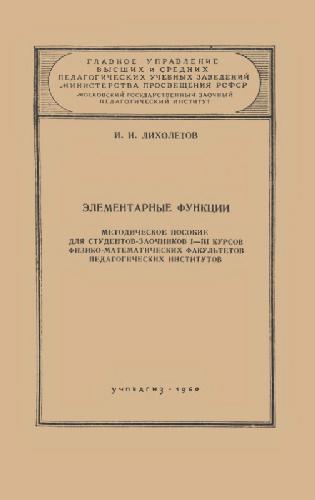 ГЛАВНОЕ УПРАВЛЕНИЕ
ВЫСШИХ И СРЕДНИХ
ПЕДАГОГИЧЕСКИХ УЧЕБНЫХ ЗАВЕДЕНИЙ
МИНИСТЕРСТВА ПРОСВЕЩЕНИЯ РСФСР
МОСКОВСКИЙ ГОСУДАРСТВЕННЫЙ ЗАОЧНЫЙ
ПЕДАГОГИЧЕСКИЙ ИНСТИТУТ
И. И. ЛИХОЛЕТОВ
ЭЛЕМЕНТАРНЫЕ ФУНКЦИИ
МЕТОДИЧЕСКОЕ ПОСОБИЕ
ДЛЯ СТУДЕНТОВ-ЗАОЧНИКОВ I—III КУРСОВ
ФИЗИКО-МАТЕМАТИЧЕСКИХ ФАКУЛЬТЕТОВ
ПЕДАГОГИЧЕСКИХ ИНСТИТУТОВ
УЧПЕДГИЗ - 1960